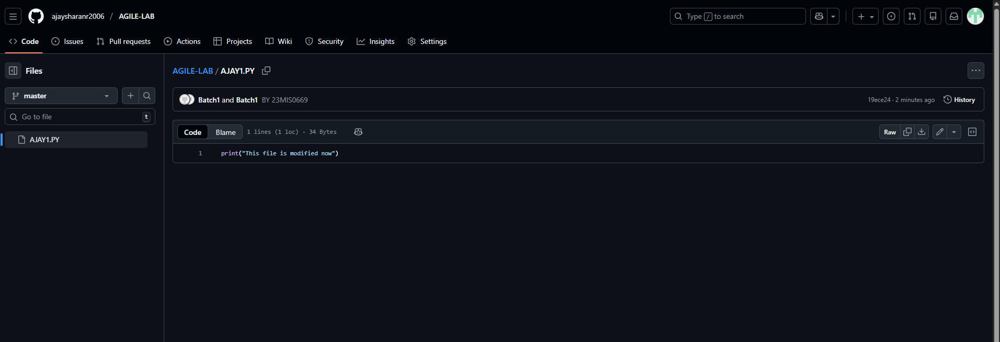 ajaysharanr2006 / AGILE-LAB
Type / to search
Code Issues Pull requests Actions Projects Wiki Security Insights Settings
Files
master
Go to file t
AJAY1.PY
AGILE-LAB / AJAY1.PY
Batch1 and Batch1 BY 23MIS0669
19ece24 · 2 minutes ago History
Code Blame 1 lines (1 loc) · 34 Bytes
Raw
1 print("This file is modified now")